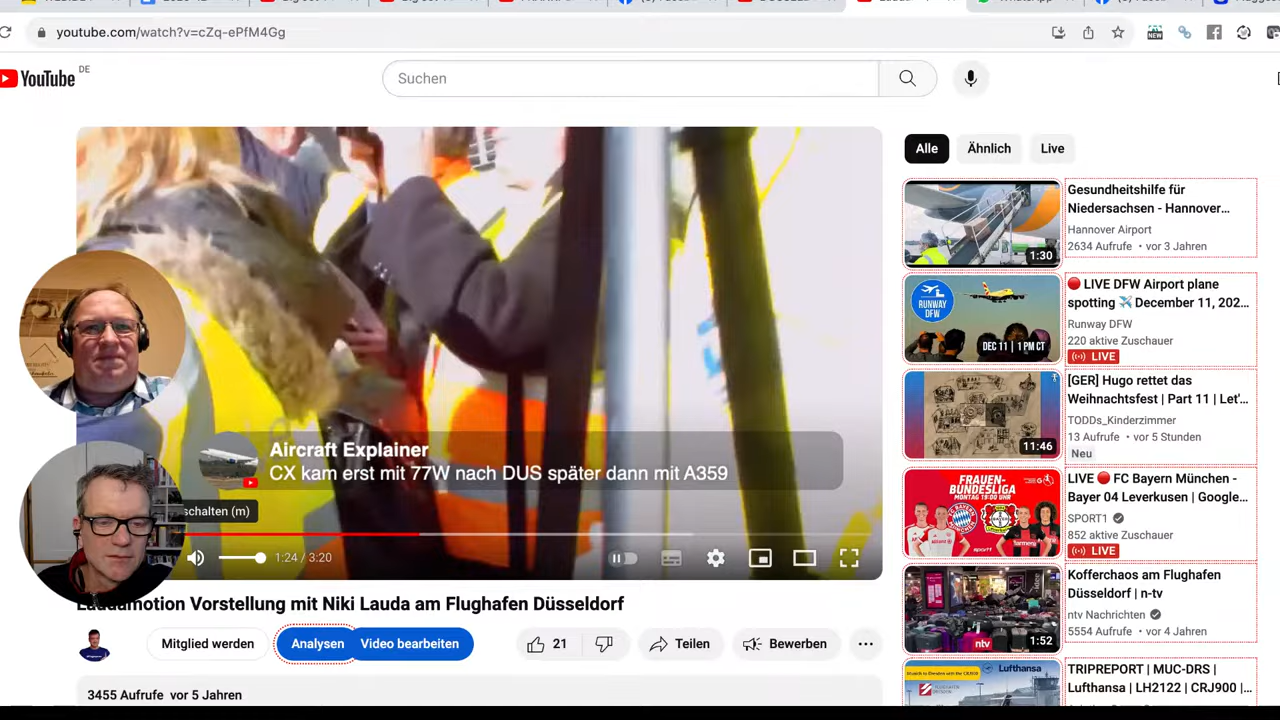 youtube.com/watch?v=cZq-ePfM4Gg
NEW
YouTube DE
Suchen
Alle
Ähnlich
Live
Aircraft Explainer
CX kam erst mit 77W nach DUS später dann mit A359
schalten (m)
1:24 / 3:20
Laudamotion Vorstellung mit Niki Lauda am Flughafen Düsseldorf
Mitglied werden
Analysen
Video bearbeiten
21
Teilen
Bewerben
3455 Aufrufe vor 5 Jahren
1:30
Gesundheitshilfe für
Niedersachsen - Hannover…
Hannover Airport
2634 Aufrufe • vor 3 Jahren
RUNWAY
DFW
DEC 11 | 1 PM CT
🔴 LIVE DFW Airport plane
spotting ✈️ December 11, 202…
Runway DFW
220 aktive Zuschauer
LIVE
11:46
[GER] Hugo rettet das
Weihnachtsfest | Part 11 | Let'…
TODDs_Kinderzimmer
13 Aufrufe • vor 5 Stunden
Neu
FRAUEN-
BUNDESLIGA
MONTAG 19:00 UHR
LIVE 🔴 FC Bayern München -
Bayer 04 Leverkusen | Google…
SPORT1
852 aktive Zuschauer
LIVE
ntv
1:52
Kofferchaos am Flughafen
Düsseldorf | n-tv
ntv Nachrichten
5554 Aufrufe • vor 4 Jahren
Lufthansa
TRIPREPORT | MUC-DRS |
Lufthansa | LH2122 | CRJ900 |…